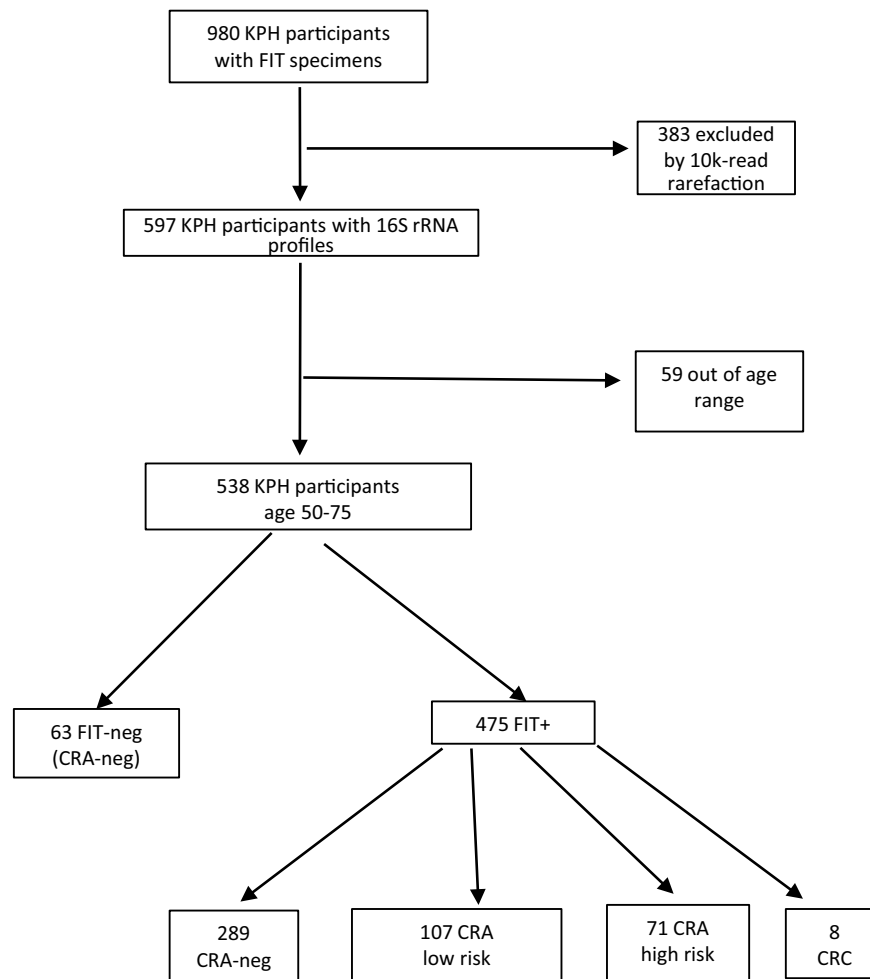 980 KPH participants
with FIT specimens
383 excluded
by 10k-read
rarefaction
597 KPH participants with 16S rRNA
profiles
59 out of age
range
538 KPH participants
age 50-75
63 FIT-neg
(CRA-neg)
475 FIT+
289
CRA-neg
107 CRA
low risk
71 CRA
high risk
8
CRC